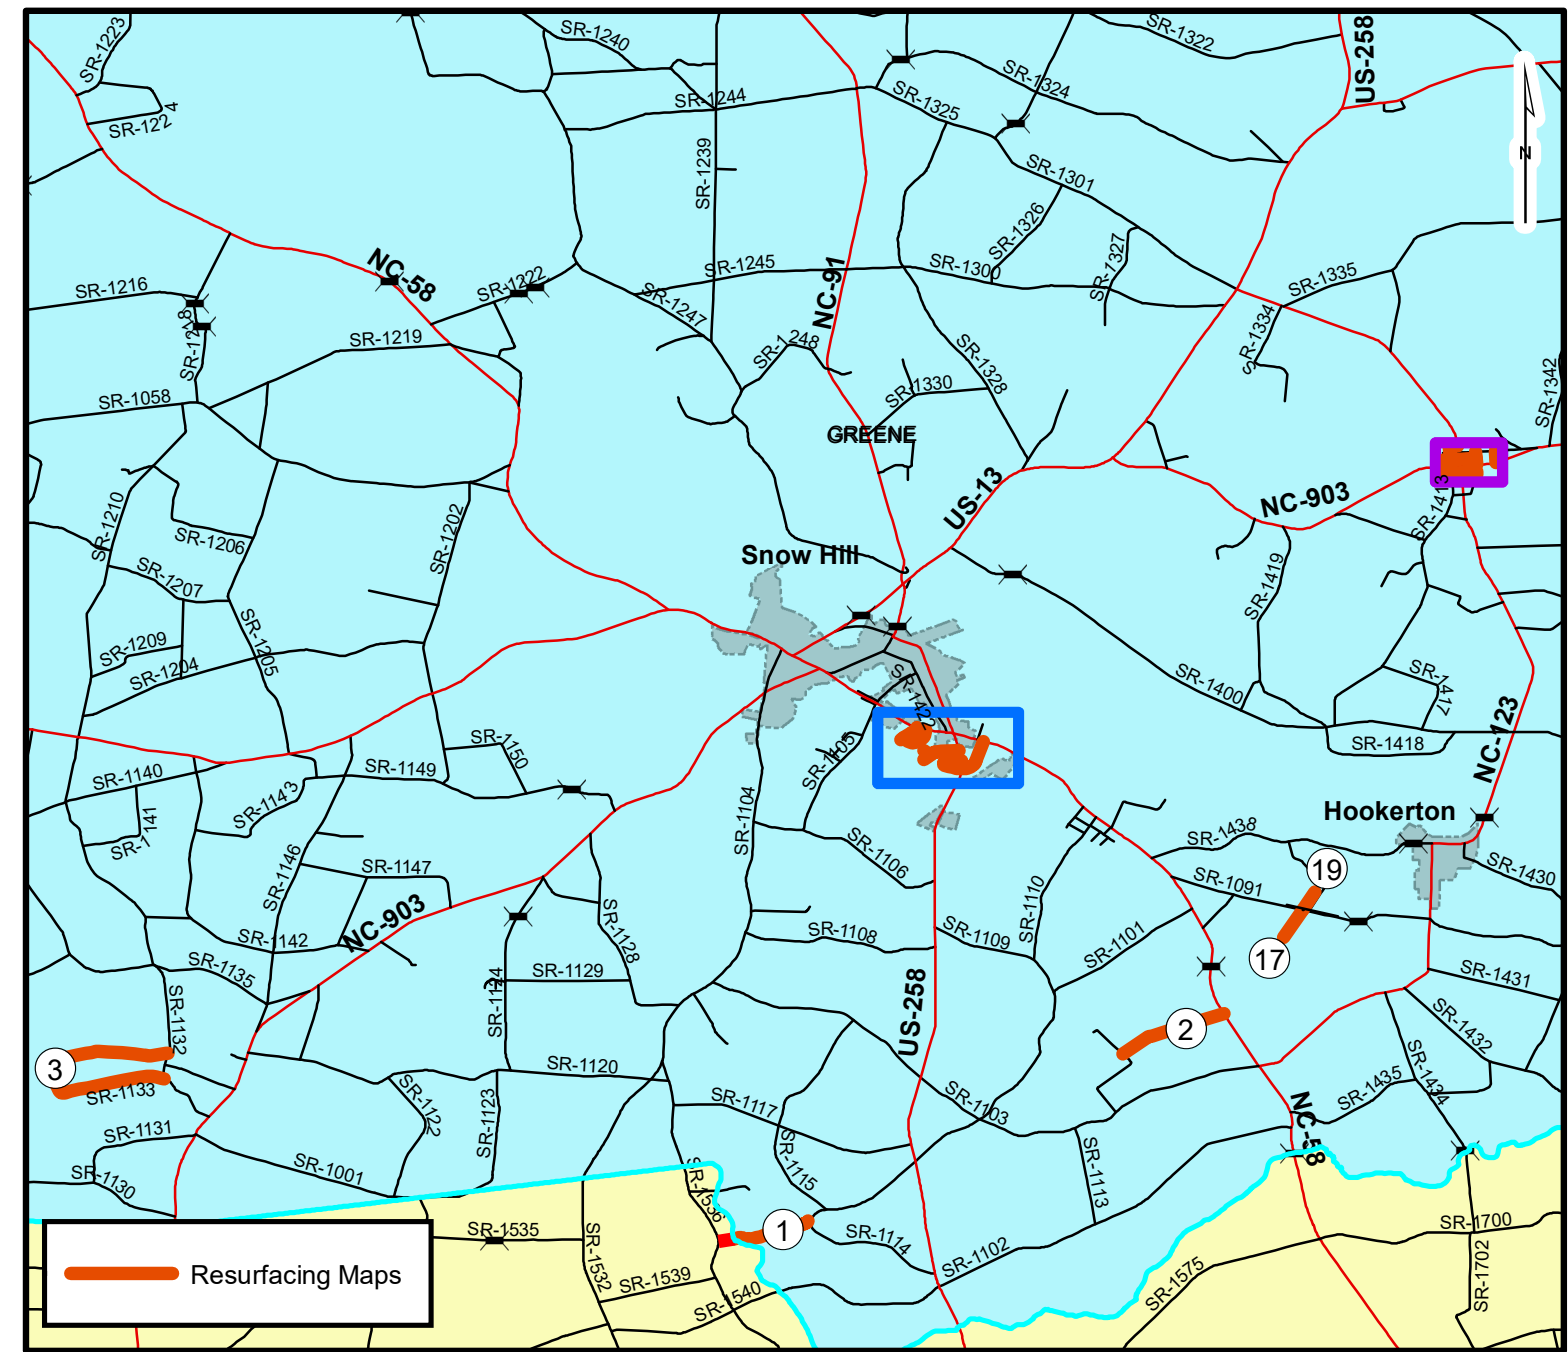 SR-1223
SR-1240
SR-1322
US-258
SR-1244
SR-1324
SR-1325
SR-1224
SR-1239
SR-1301
N
SR-1326
SR-1327
NC-58
SR-1222
SR-1245
NC-91
SR-1300
SR-1335
SR-1216
SR-1218
SR-1247
SR-1334
SR-1219
SR-1248
SR-1328
SR-1330
SR-1342
SR-1058
GREENE
US-13
NC-903
SR-1413
SR-1210
SR-1206
SR-1202
Snow Hill
SR-1207
SR-1419
SR-1209
SR-1205
SR-1204
SR-1422
SR-1400
SR-1417
NC-123
SR-1150
SR-1105
SR-1418
SR-1140
SR-1149
SR-1143
SR-1141
SR-1104
Hookerton
SR-1438
SR-1106
SR-1146
SR-1147
SR-1091
19
SR-1430
SR-1110
NC-903
SR-1142
SR-1128
SR-1108
SR-1109
SR-1101
17
SR-1135
SR-1129
SR-1124
US-258
SR-1431
SR-1132
2
SR-1432
3
SR-1133
SR-1120
SR-1122
SR-1123
SR-1117
SR-1103
SR-1435
SR-1434
NC-58
SR-1131
SR-1130
SR-1001
SR-1115
SR-1113
SR-1536
1
SR-1535
SR-1114
SR-1102
SR-1700
SR-1532
SR-1539
SR-1540
SR-1575
SR-1702
Resurfacing Maps